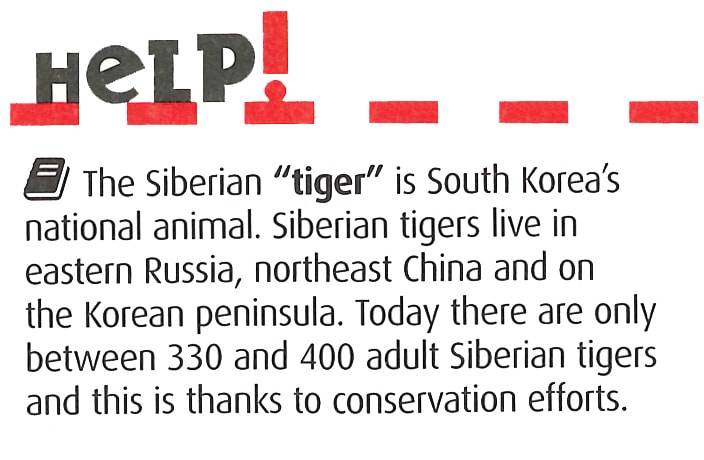 HeLP!
The Siberian “tiger” is South Korea’s
national animal. Siberian tigers live in
eastern Russia, northeast China and on
the Korean peninsula. Today there are only
between 330 and 400 adult Siberian tigers
and this is thanks to conservation efforts.